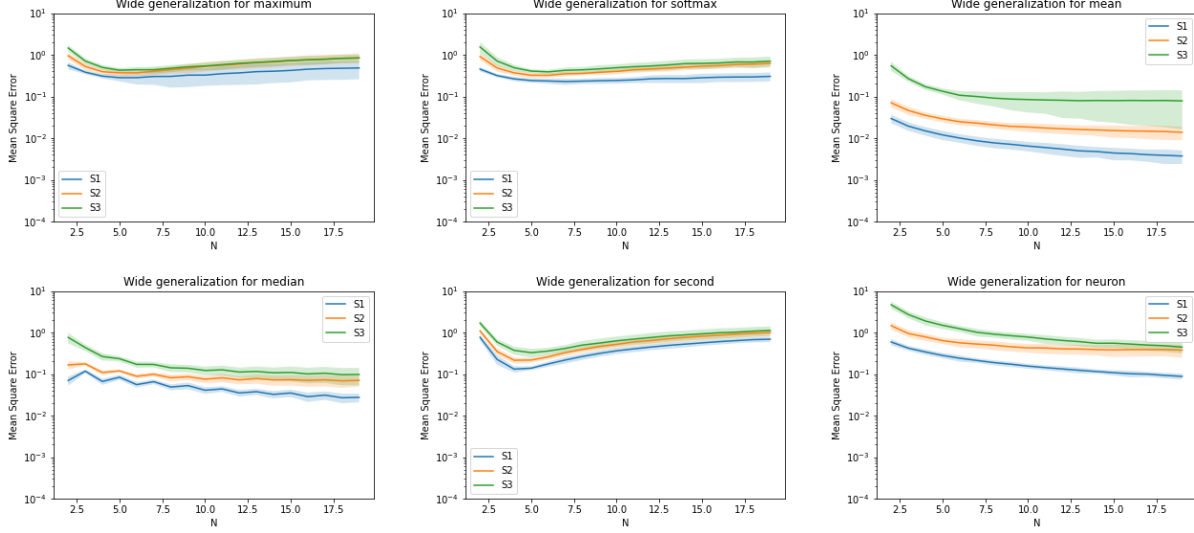 Wide generalization for maximum
10^1
10^0
10^-1
10^-2
10^-3
10^-4
Mean Square Error
S1
S2
S3
2.5 5.0 7.5 10.0 12.5 15.0 17.5
N
Wide generalization for softmax
10^1
10^0
10^-1
10^-2
10^-3
10^-4
Mean Square Error
S1
S2
S3
2.5 5.0 7.5 10.0 12.5 15.0 17.5
N
Wide generalization for mean
10^1
10^0
10^-1
10^-2
10^-3
10^-4
Mean Square Error
S1
S2
S3
2.5 5.0 7.5 10.0 12.5 15.0 17.5
N
Wide generalization for median
10^1
10^0
10^-1
10^-2
10^-3
10^-4
Mean Square Error
S1
S2
S3
2.5 5.0 7.5 10.0 12.5 15.0 17.5
N
Wide generalization for second
10^1
10^0
10^-1
10^-2
10^-3
10^-4
Mean Square Error
S1
S2
S3
2.5 5.0 7.5 10.0 12.5 15.0 17.5
N
Wide generalization for neuron
10^1
10^0
10^-1
10^-2
10^-3
10^-4
Mean Square Error
S1
S2
S3
2.5 5.0 7.5 10.0 12.5 15.0 17.5
N